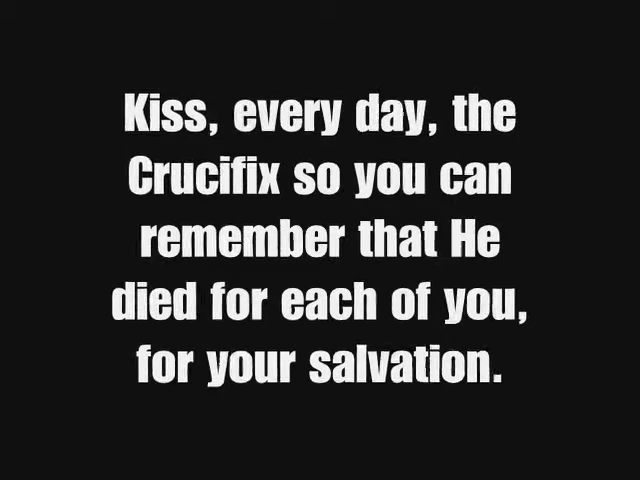 Kiss, every day, the
Crucifix so you can
remember that He
died for each of you,
for your salvation.